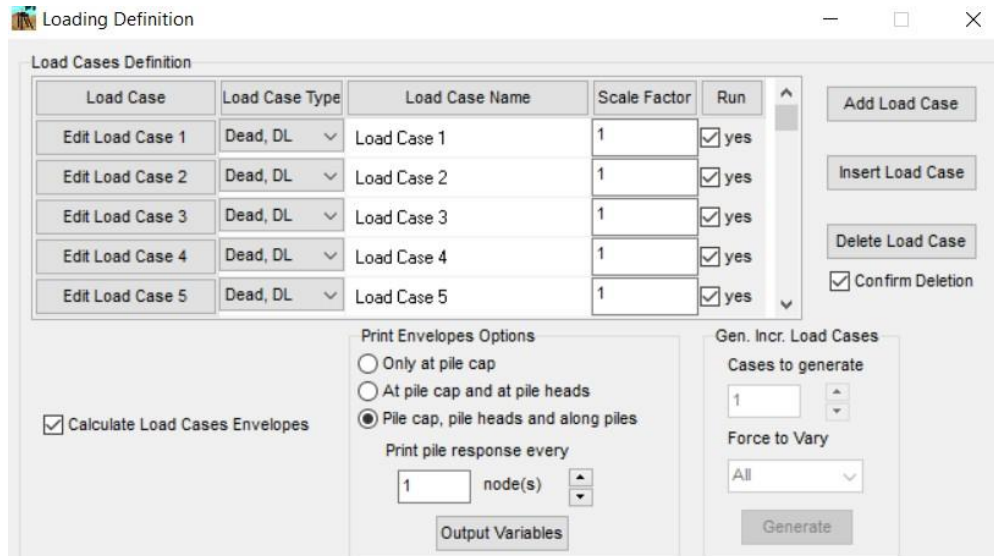 Loading Definition
Load Cases Definition
Load Case Load Case Type Load Case Name Scale Factor Run
Edit Load Case 1 Dead, DL Load Case 1 1 yes
Edit Load Case 2 Dead, DL Load Case 2 1 yes
Edit Load Case 3 Dead, DL Load Case 3 1 yes
Edit Load Case 4 Dead, DL Load Case 4 1 yes
Edit Load Case 5 Dead, DL Load Case 5 1 yes
Add Load Case
Insert Load Case
Delete Load Case
Confirm Deletion
Calculate Load Cases Envelopes
Print Envelopes Options
Only at pile cap
At pile cap and at pile heads
Pile cap, pile heads and along piles
Print pile response every
1 node(s)
Output Variables
Gen. Incr. Load Cases
Cases to generate
1
Force to Vary
All
Generate